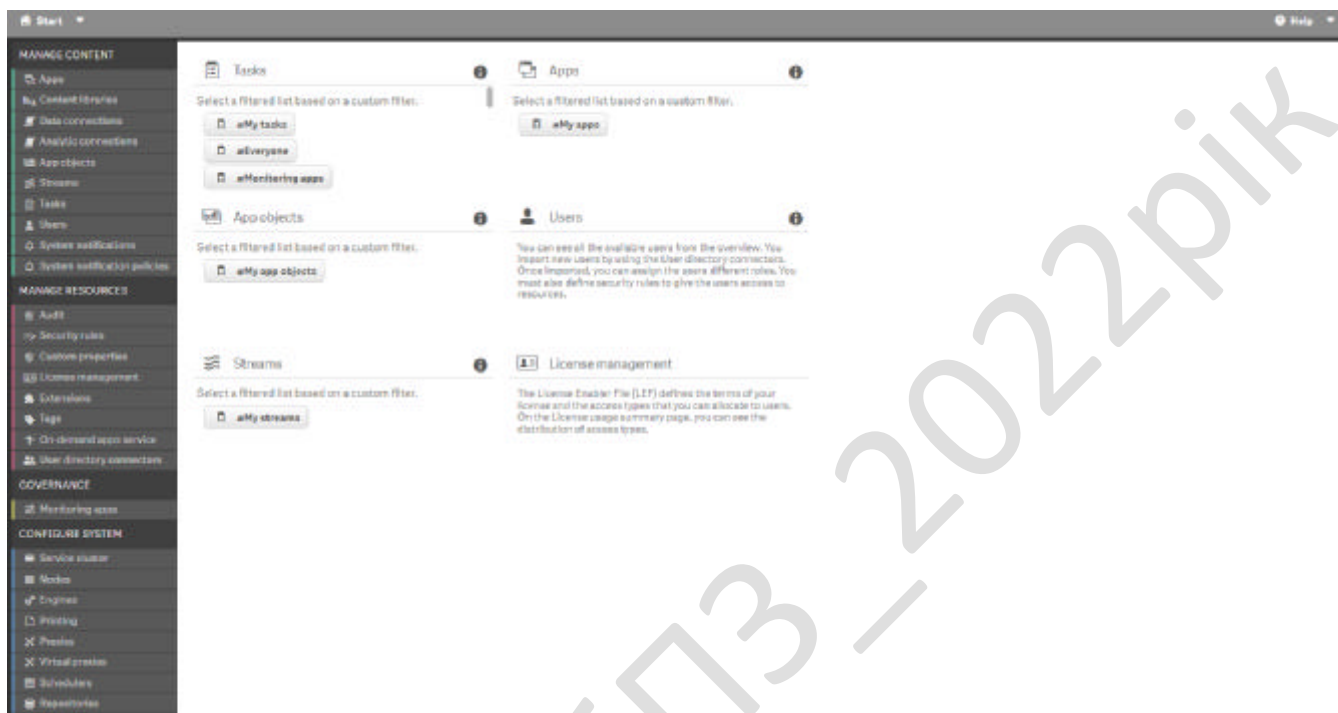 Start
Help
MANAGE CONTENT
Apps
Content libraries
Data connections
Analytic connections
App objects
Streams
Tasks
Users
System notifications
System notification policies
MANAGE RESOURCES
Audit
Security rules
Custom properties
License management
Extensions
Tags
On-demand apps service
User directory connectors
GOVERNANCE
Monitoring apps
CONFIGURE SYSTEM
Service cluster
Nodes
Engines
Printing
Proxies
Virtual proxies
Schedulers
Repositories
Tasks
Select a filtered list based on a custom filter.
#My tasks
#Everyone
#Monitoring apps
Apps
Select a filtered list based on a custom filter.
#My apps
App objects
Select a filtered list based on a custom filter.
#My app objects
Users
You can see all the available users from the overview. You
import new users by using the User directory connectors.
Once imported, you can assign the users different roles. You
must also define security rules to give the users access to
resources.
Streams
Select a filtered list based on a custom filter.
#My streams
License management
The License Enabler File (LEF) defines the terms of your
license and the access types that you can allocate to users.
On the License usage summary page, you can see the
distribution of access types.
ПЗ_2022рік